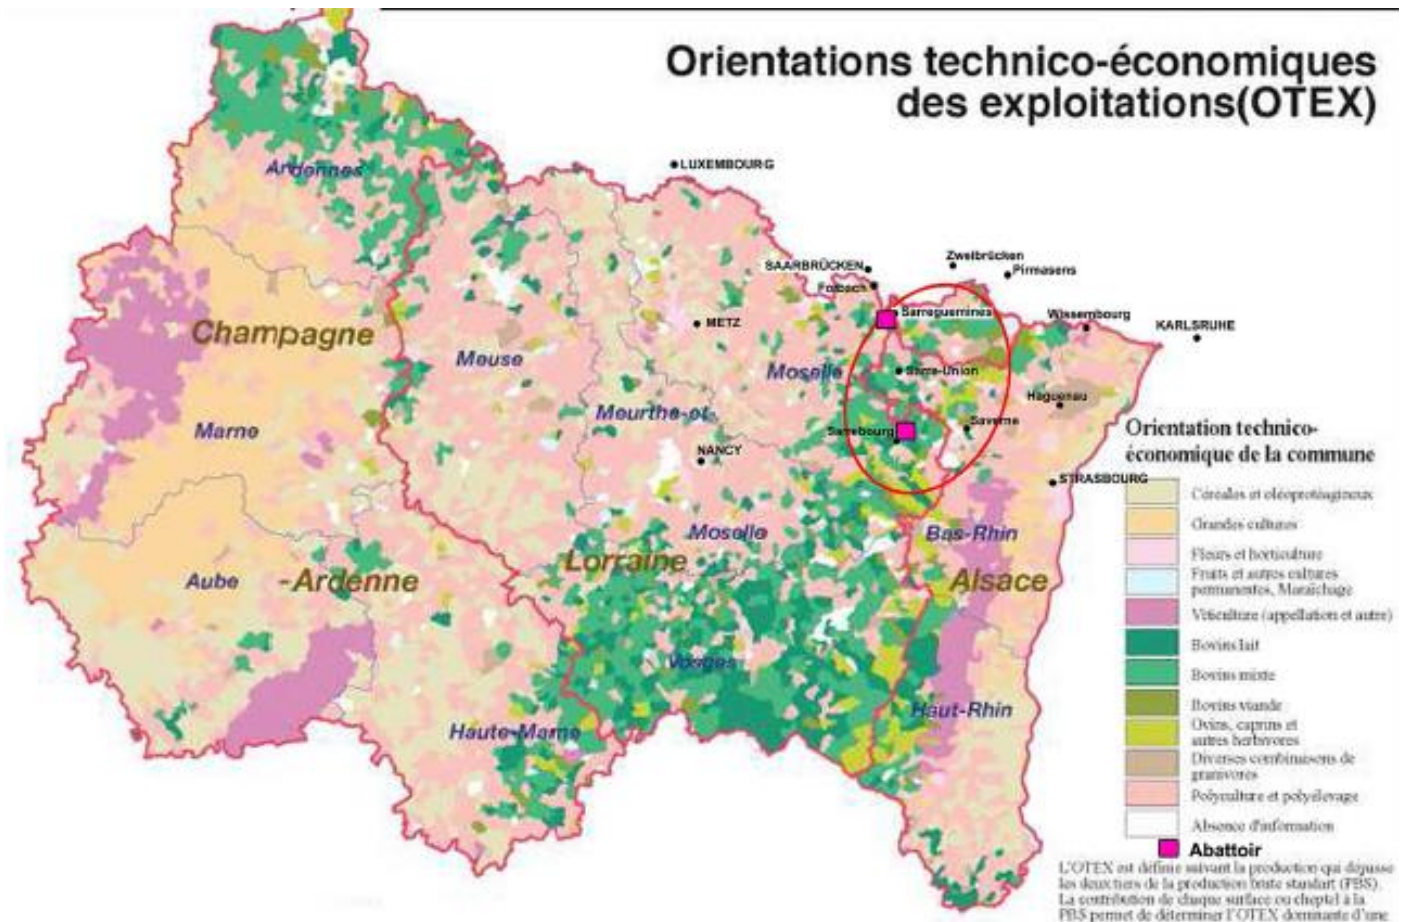 Orientations technico-économiques
des exploitations(OTEX)
LUXEMBOURG
Ardennes
Zweibrücken
SAARBRÜCKEN
Pirmasens
Forbach
Sarreguemines
Wissembourg
KARLSRUHE
Champagne
METZ
Meuse
Moselle
Sarre-Union
Meurthe-et-
Haguenau
Marne
Sarrebourg
Saverne
NANCY
STRASBOURG
Moselle
Bas-Rhin
Lorraine
Aube
-Ardenne
Alsace
Vosges
Haut-Rhin
Haute-Marne
Orientation technico-
économique de la commune
Céréales et oléoprotéagineux
Grandes cultures
Fleurs et horticulture
Fruits et autres cultures
permanentes, Maraîchage
Viticulture (appellation et autre)
Bovins lait
Bovins mixte
Bovins viande
Ovins, caprins et
autres herbivores
Diverses combinaisons de
granivores
Polyculture et polyélevage
Absence d'information
Abattoir
L'OTEX est définie suivant la production qui dépasse
les deux tiers de la production brute standart (PBS).
La contribution de chaque surface ou cheptel à la
PBS permet de déterminer l'OTEX dominante d'une